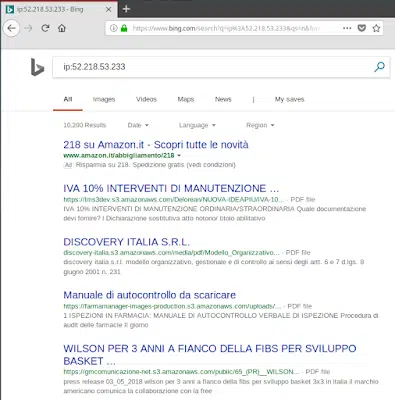 ip:52.218.53.233 - Bing
https://www.bing.com/search?q=ip%3A52.218.53.233&qs=n&for
ip:52.218.53.233
All Images Videos Maps News | My saves
10,200 Results Date Language Region
218 su Amazon.it - Scopri tutte le novità
www.amazon.it/abbigliamento/218
Ad Risparmia su 218. Spedizione gratis (vedi condizioni)
IVA 10% INTERVENTI DI MANUTENZIONE ...
https://tms3dev.s3.amazonaws.com/Delorean/NUOVA-IDEAPIU/IVA-10... · PDF file
IVA 10% INTERVENTI DI MANUTENZIONE ORDINARIA/STRAORDINARIA Quale documentazione
devi fornire? l Dichiarazione sostitutiva atto notorio/ titolo abilitativo
DISCOVERY ITALIA S.R.L.
discovery-italia.s3.amazonaws.com/media/pdf/Modello_Organizzativo... · PDF file
discovery italia s.r.l. modello organizzativo, gestionale e di controllo ai sensi degli artt. 6 e 7 d.lgs. 8
giugno 2001 n. 231
Manuale di autocontrollo da scaricare
https://farmamanager-images-production.s3.amazonaws.com/uploads/... · PDF file
1.ISPEZIONI IN FARMACIA: MANUALE DI AUTOCONTROLLO VERBALE DI ISPEZIONE Procedura di
audit delle farmacie Il giorno
WILSON PER 3 ANNI A FIANCO DELLA FIBS PER SVILUPPO
BASKET ...
https://gmcomunicazione-net.s3.amazonaws.com/public/65_(PR)__WILSON... · PDF file
press release 03_05_2018 wilson per 3 anni a fianco della fibs per sviluppo basket 3x3 in italia il marchio
americano comunica la collaborazione con la free